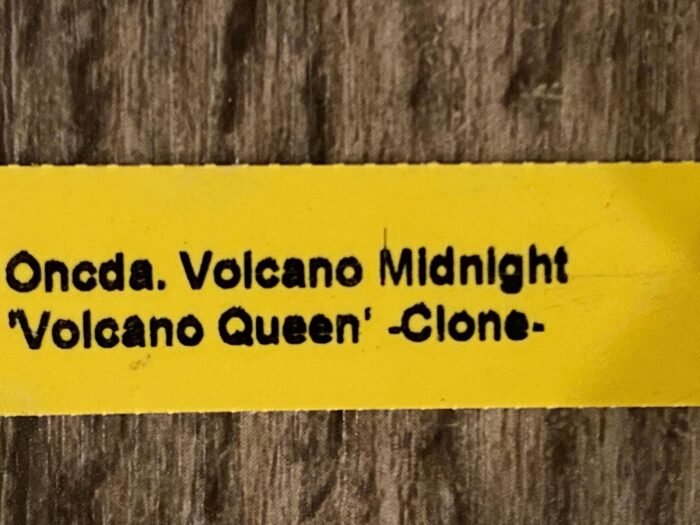 Oncda. Volcano Midnight
'Volcano Queen' -Clone-